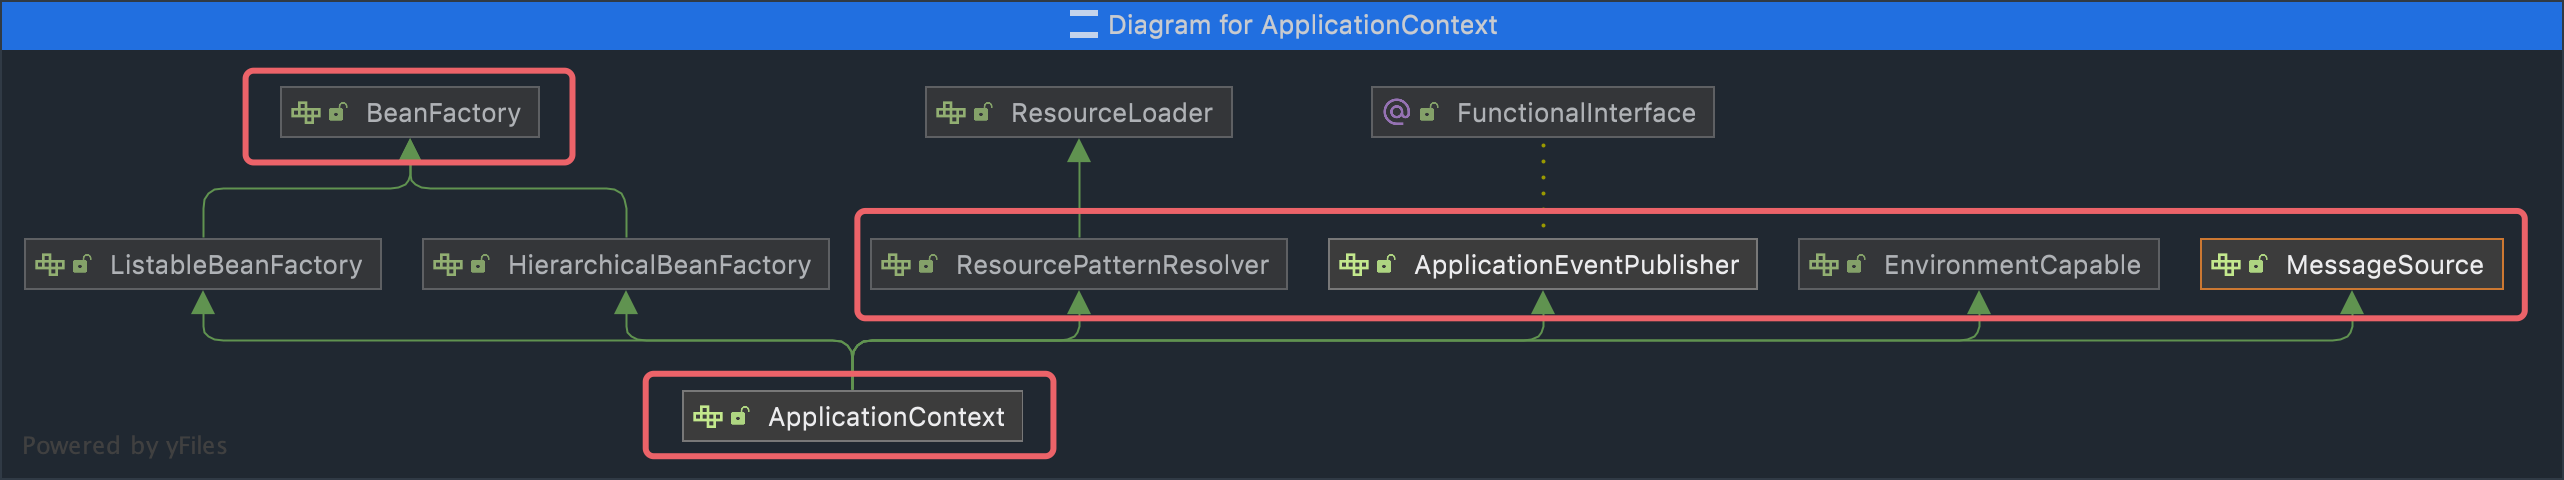 Diagram for ApplicationContext
BeanFactory
ResourceLoader
@ FunctionalInterface
ListableBeanFactory
HierarchicalBeanFactory
ResourcePatternResolver
ApplicationEventPublisher
EnvironmentCapable
MessageSource
ApplicationContext
Powered by yFiles